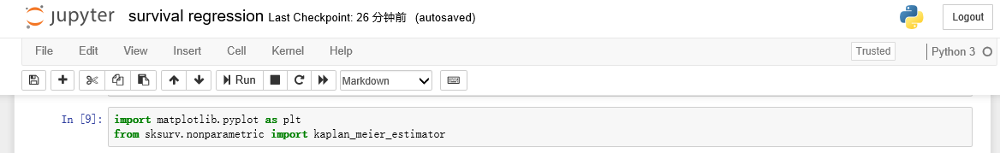 jupyter survival regression Last Checkpoint: 26 分钟前 (autosaved) Logout
File Edit View Insert Cell Kernel Help Trusted Python 3
Run Markdown
In [9]: import matplotlib.pyplot as plt
from sksurv.nonparametric import kaplan_meier_estimator